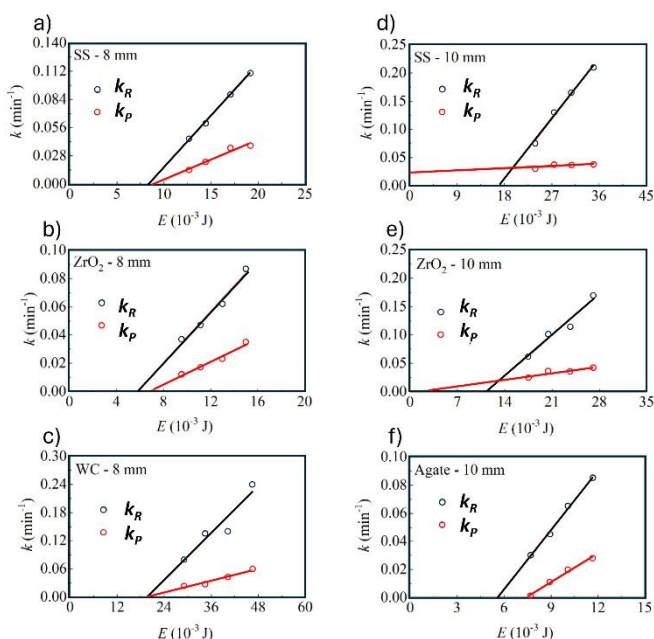 a)
SS - 8 mm
k_R
k_P
k (min⁻¹)
0.140
0.112
0.084
0.056
0.028
0.000
0 5 10 15 20 25
E (10⁻³ J)
b)
ZrO₂ - 8 mm
k_R
k_P
k (min⁻¹)
0.10
0.08
0.06
0.04
0.02
0.00
0 4 8 12 16 20
E (10⁻³ J)
c)
WC - 8 mm
k_R
k_P
k (min⁻¹)
0.30
0.24
0.18
0.12
0.06
0.00
0 12 24 36 48 60
E (10⁻³ J)
d)
SS - 10 mm
k_R
k_P
k (min⁻¹)
0.25
0.20
0.15
0.10
0.05
0.00
0 9 18 27 36 45
E (10⁻³ J)
e)
ZrO₂ - 10 mm
k_R
k_P
k (min⁻¹)
0.25
0.20
0.15
0.10
0.05
0.00
0 7 14 21 28 35
E (10⁻³ J)
f)
Agate - 10 mm
k_R
k_P
k (min⁻¹)
0.10
0.08
0.06
0.04
0.02
0.00
0 3 6 9 12 15
E (10⁻³ J)